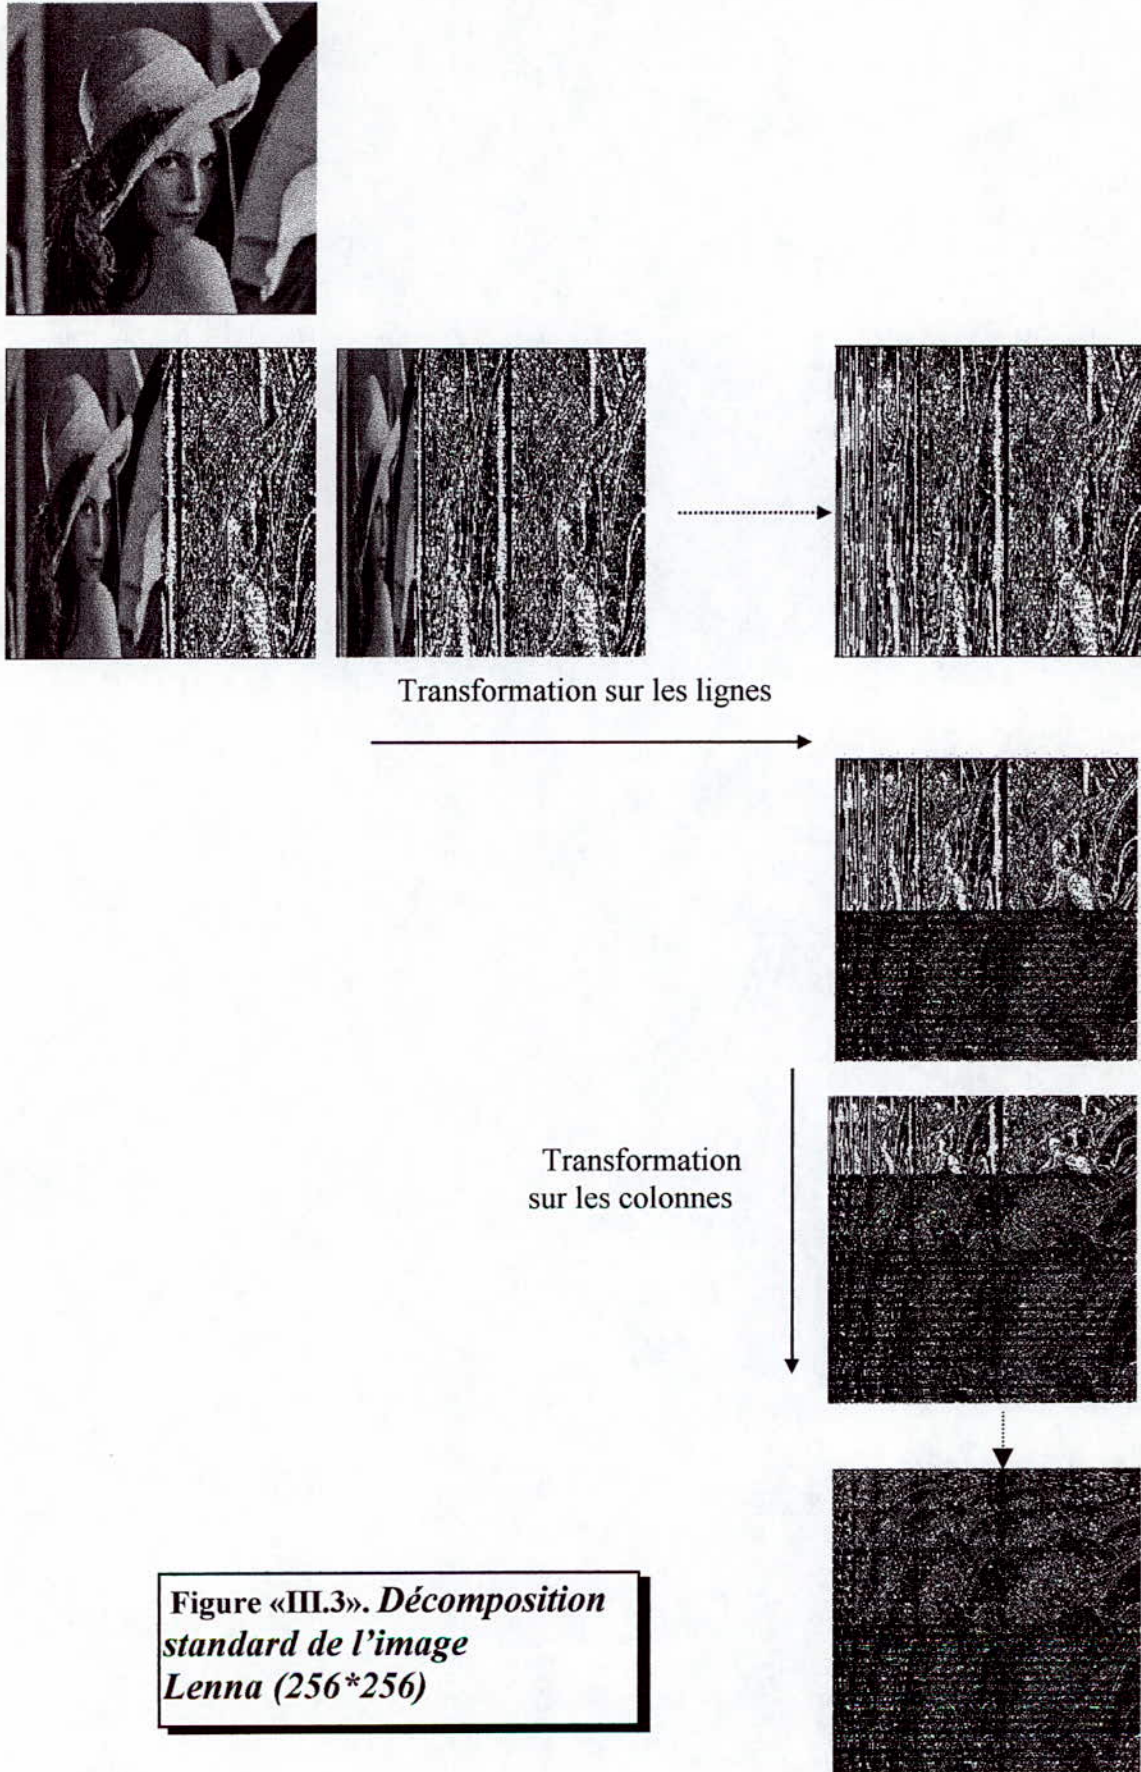 Transformation sur les lignes
Transformation
sur les colonnes
Figure «III.3». Décomposition
standard de l'image
Lenna (256*256)